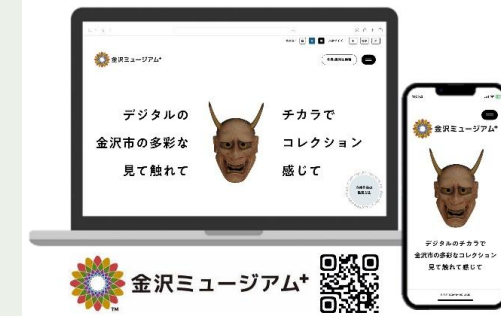 金沢ミュージアム+
デジタルの チカラで
金沢市の多彩な コレクション
見て触れて 感じて
金沢ミュージアム+
デジタルのチカラで
金沢市の多彩なコレクション
見て触れて感じて
金沢ミュージアム+
TM